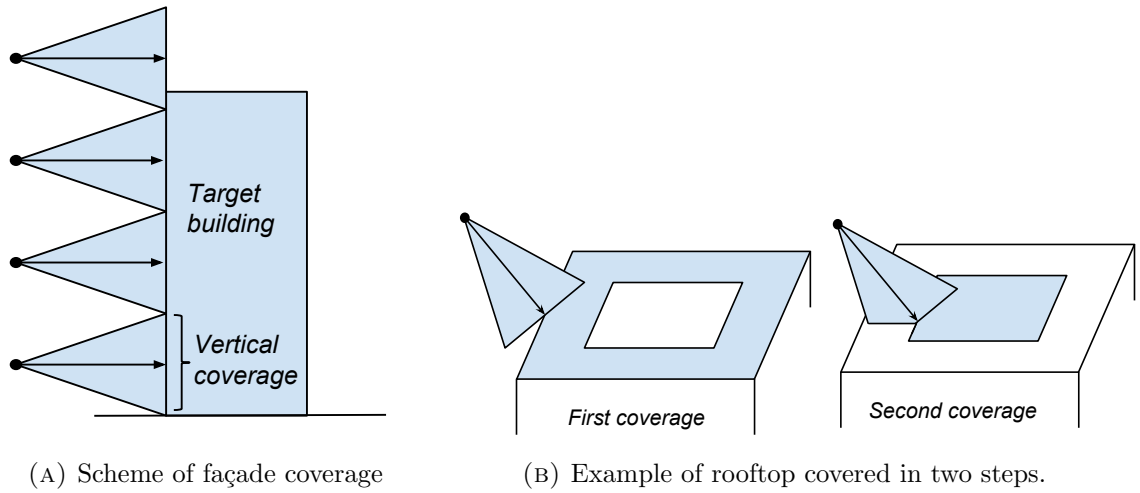 Target
building
Vertical
coverage
First coverage
Second coverage
(A) Scheme of façade coverage
(B) Example of rooftop covered in two steps.